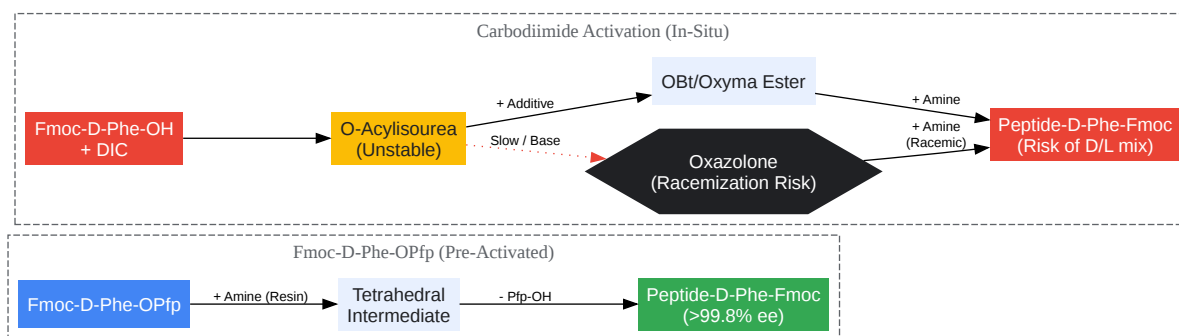 Carbodiimide Activation (In-Situ)
Fmoc-D-Phe-OH
+ DIC
O-Acylisourea
(Unstable)
+ Additive
Slow / Base
OBt/Oxyma Ester
Oxazolone
(Racemization Risk)
+ Amine
+ Amine
(Racemic)
Peptide-D-Phe-Fmoc
(Risk of D/L mix)
Fmoc-D-Phe-OPfp (Pre-Activated)
Fmoc-D-Phe-OPfp
+ Amine (Resin)
Tetrahedral
Intermediate
- Pfp-OH
Peptide-D-Phe-Fmoc
(>99.8% ee)